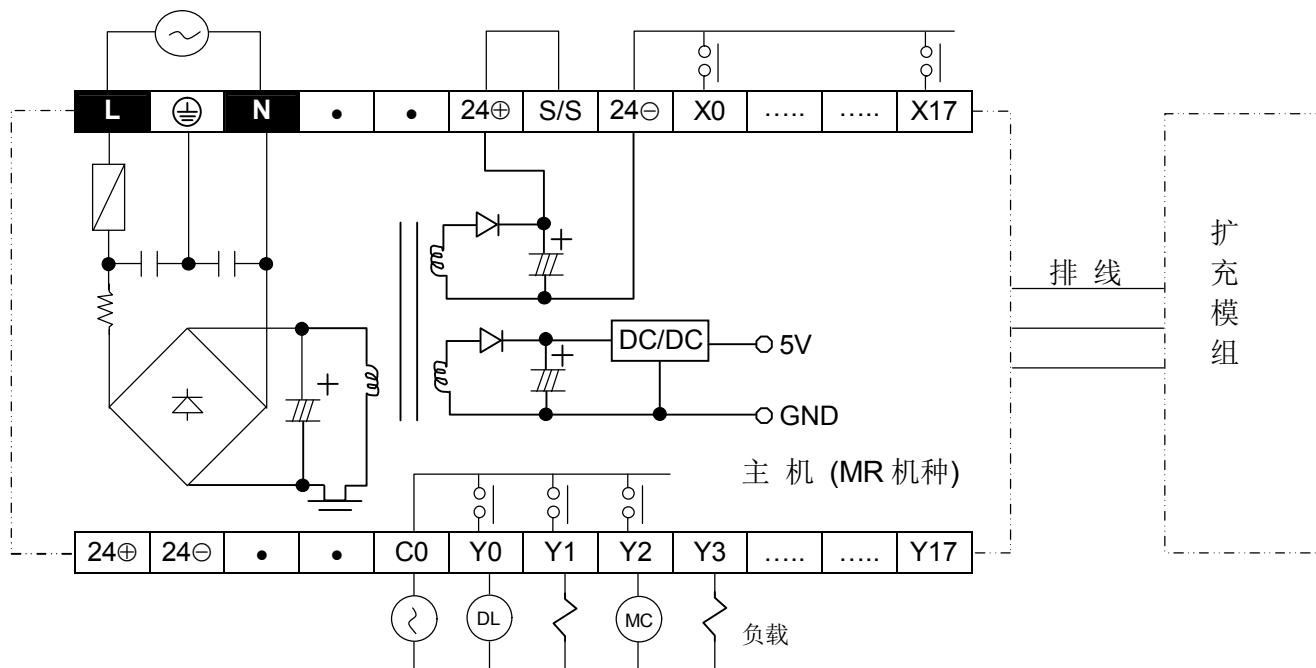 L N • • 24⊕ S/S 24⊖ X0 ..... ..... X17
+
+
+
DC/DC
5V
GND
排 线
扩
充
模
组
主 机 (MR 机种)
24⊕ 24⊖ • • C0 Y0 Y1 Y2 Y3 ..... ..... Y17
DL
MC
负载